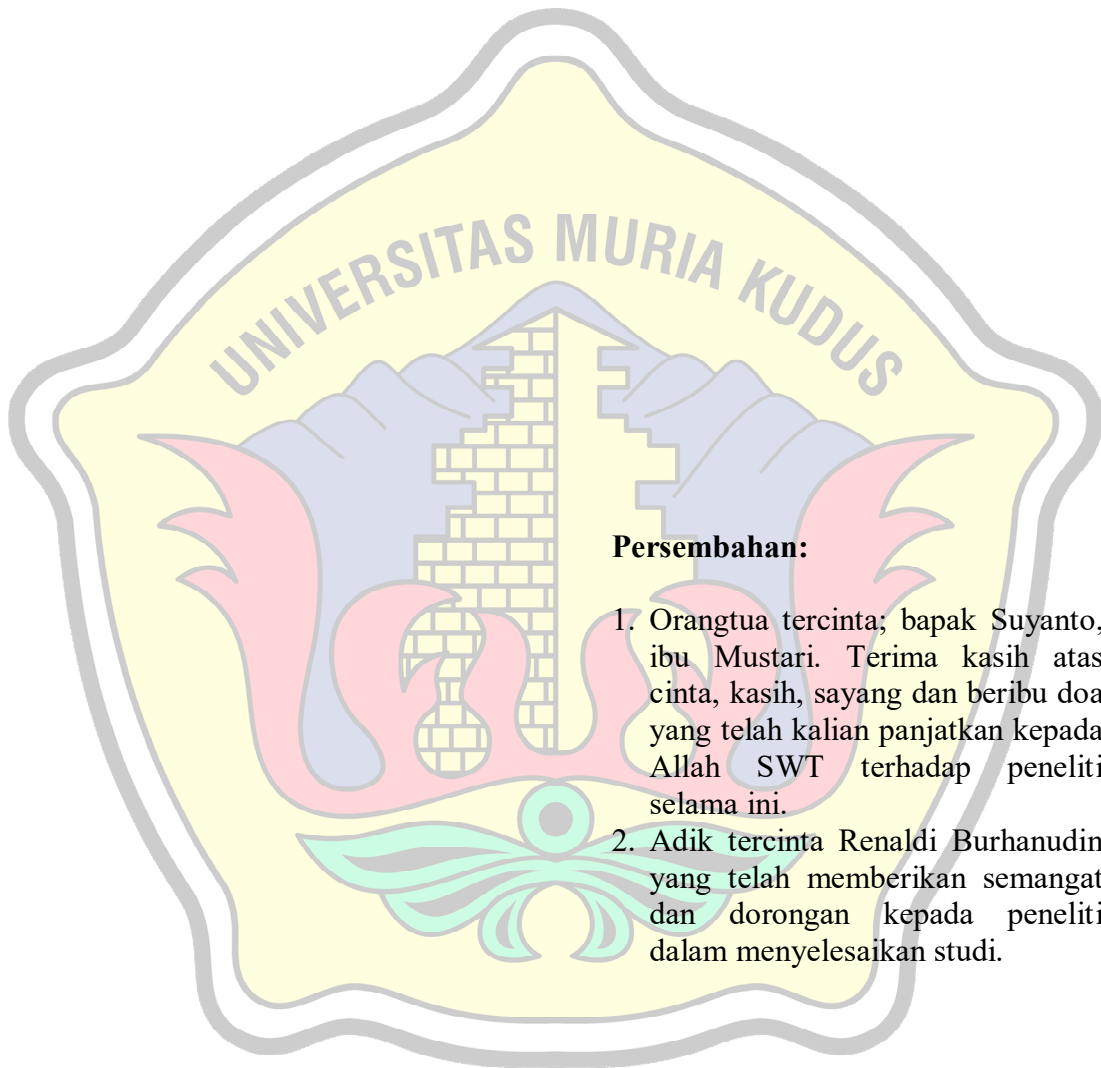 UNIVERSITAS MURIA KUDUS
Persembahan:
1. Orangtua tercinta; bapak Suyanto,
ibu Mustari. Terima kasih atas
cinta, kasih, sayang dan beribu doa
yang telah kalian panjatkan kepada
Allah SWT terhadap peneliti
selama ini.
2. Adik tercinta Renaldi Burhanudin
yang telah memberikan semangat
dan dorongan kepada peneliti
dalam menyelesaikan studi.